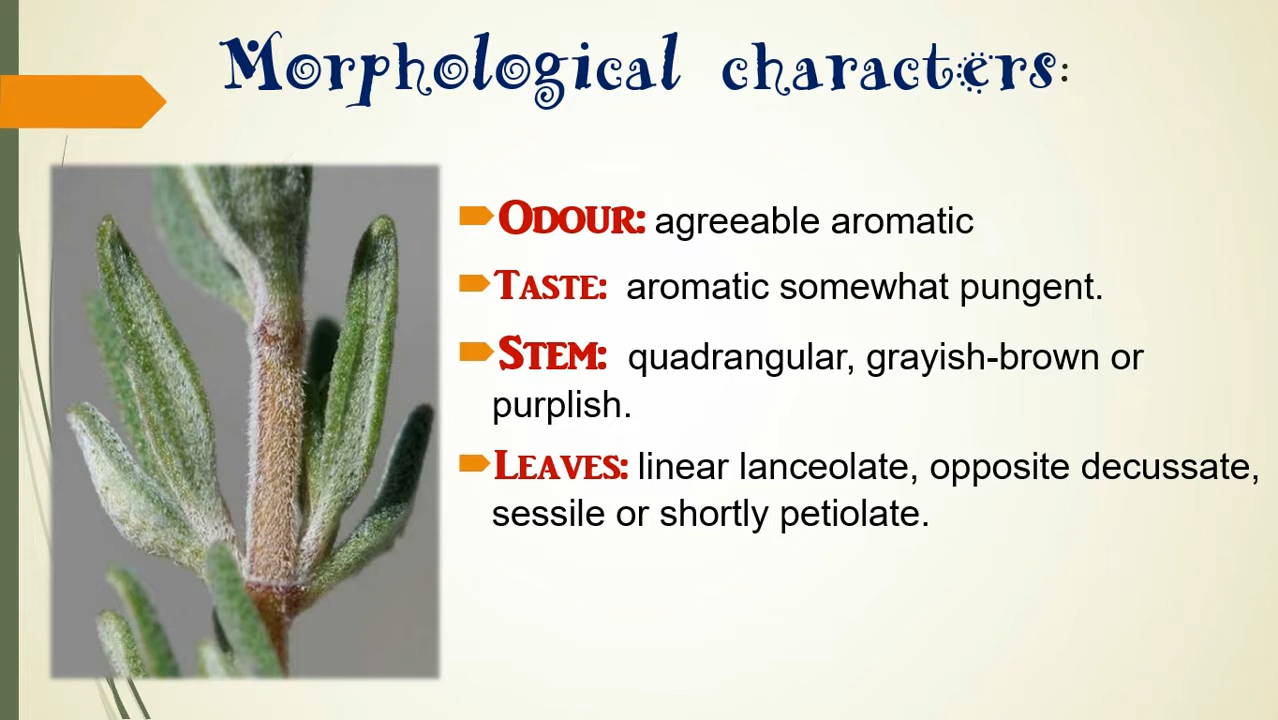 Morphological characters:
Odour: agreeable aromatic
Taste: aromatic somewhat pungent.
Stem: quadrangular, grayish-brown or
purplish.
Leaves: linear lanceolate, opposite decussate,
sessile or shortly petiolate.